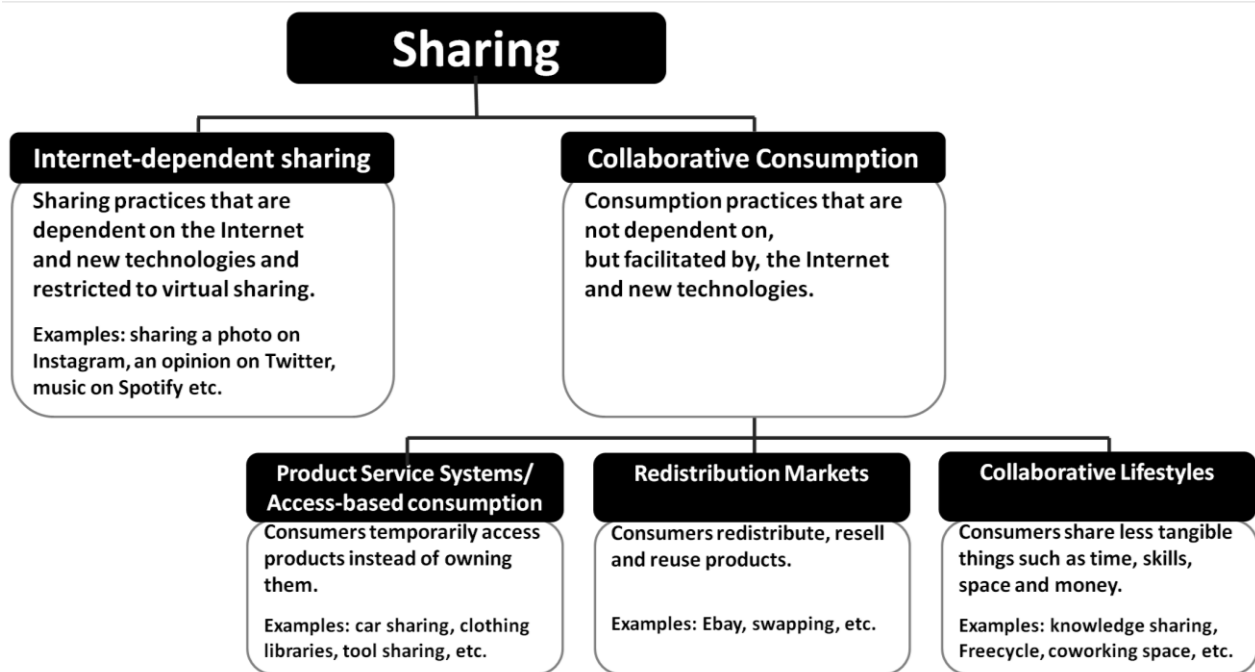 Sharing
Internet-dependent sharing
Sharing practices that are
dependent on the Internet
and new technologies and
restricted to virtual sharing.
Examples: sharing a photo on
Instagram, an opinion on Twitter,
music on Spotify etc.
Collaborative Consumption
Consumption practices that are
not dependent on,
but facilitated by, the Internet
and new technologies.
Product Service Systems/
Access-based consumption
Consumers temporarily access
products instead of owning
them.
Examples: car sharing, clothing
libraries, tool sharing, etc.
Redistribution Markets
Consumers redistribute, resell
and reuse products.
Examples: Ebay, swapping, etc.
Collaborative Lifestyles
Consumers share less tangible
things such as time, skills,
space and money.
Examples: knowledge sharing,
Freecycle, coworking space, etc.